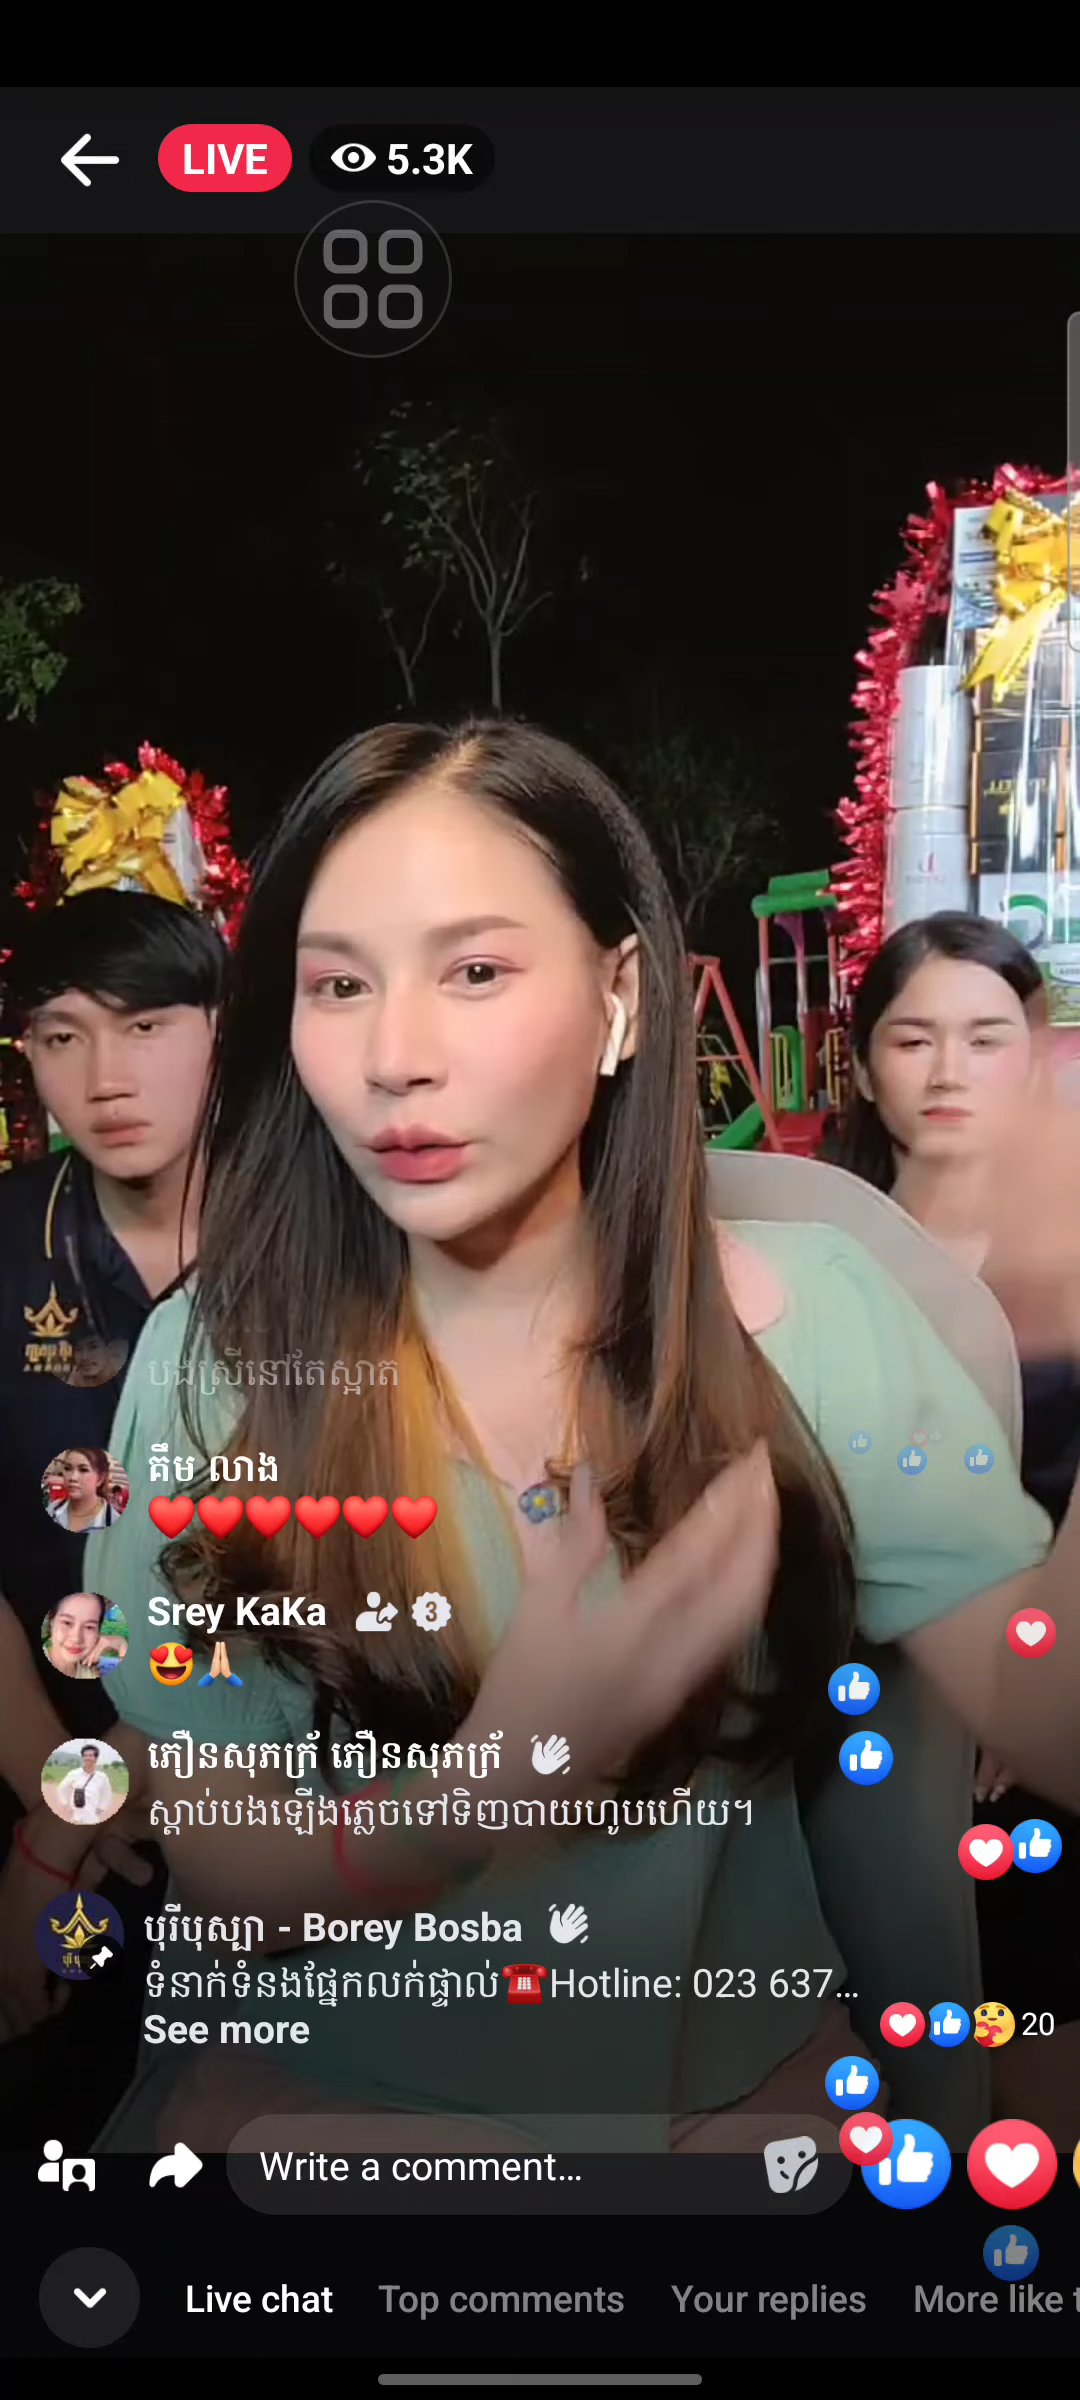 LIVE
5.3K
បងស្រីនៅតែស្អាត
គឹម លាង
Srey KaKa
3
ភឿនសុភក្រ័ ភឿនសុភក្រ័
ស្តាប់បងឡើងភ្លេចទៅទិញបាយហូបហើយ។
បុរីបុស្បា - Borey Bosba
ទំនាក់ទំនងផ្នែកលក់ផ្ទាល់☎️Hotline: 023 637...
See more
20
Write a comment...
Live chat
Top comments
Your replies
More like t